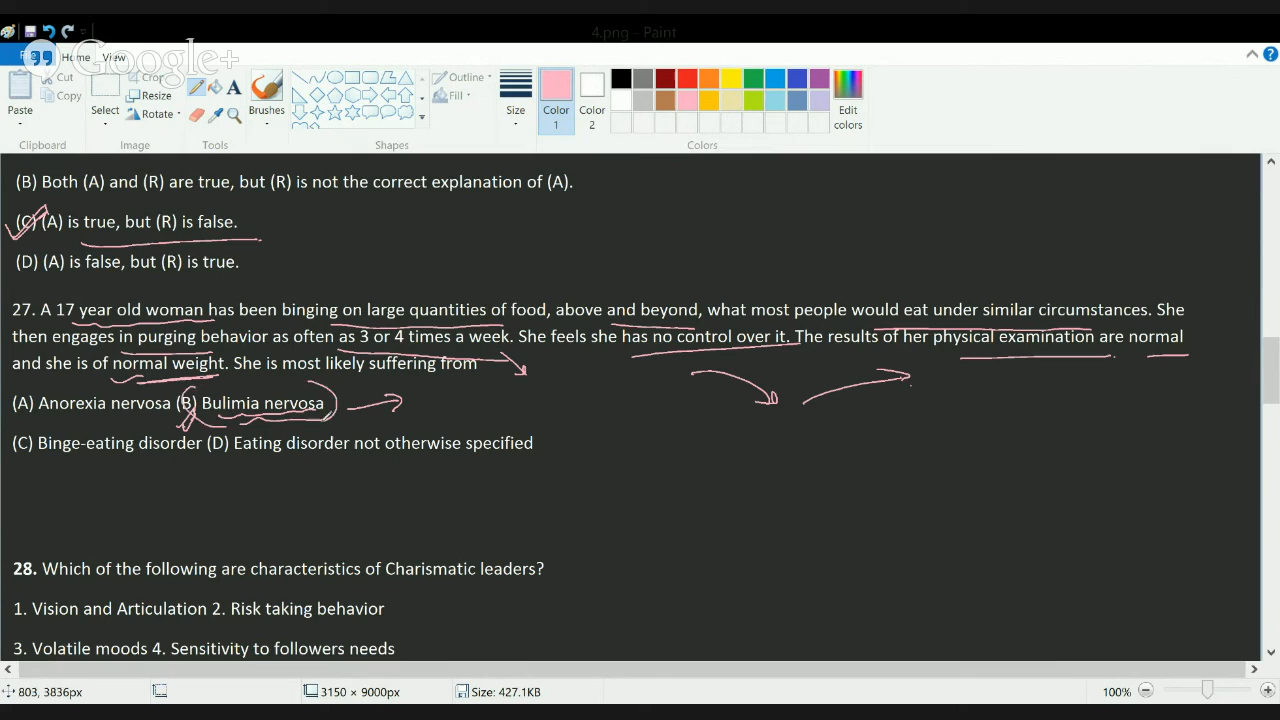 4.png - Paint
File Home View
Google+
Cut
Copy
Paste
Clipboard
Crop
Resize
Rotate
Select
Image
Tools
Brushes
Outline
Fill
Shapes
Size
Color 1
Color 2
Edit colors
Colors
(B) Both (A) and (R) are true, but (R) is not the correct explanation of (A).
(C) (A) is true, but (R) is false.
(D) (A) is false, but (R) is true.
27. A 17 year old woman has been binging on large quantities of food, above and beyond, what most people would eat under similar circumstances. She
then engages in purging behavior as often as 3 or 4 times a week. She feels she has no control over it. The results of her physical examination are normal
and she is of normal weight. She is most likely suffering from
(A) Anorexia nervosa (B) Bulimia nervosa
(C) Binge-eating disorder (D) Eating disorder not otherwise specified
28. Which of the following are characteristics of Charismatic leaders?
1. Vision and Articulation 2. Risk taking behavior
3. Volatile moods 4. Sensitivity to followers needs
803, 3836px
3150 × 9000px
Size: 427.1KB
100%